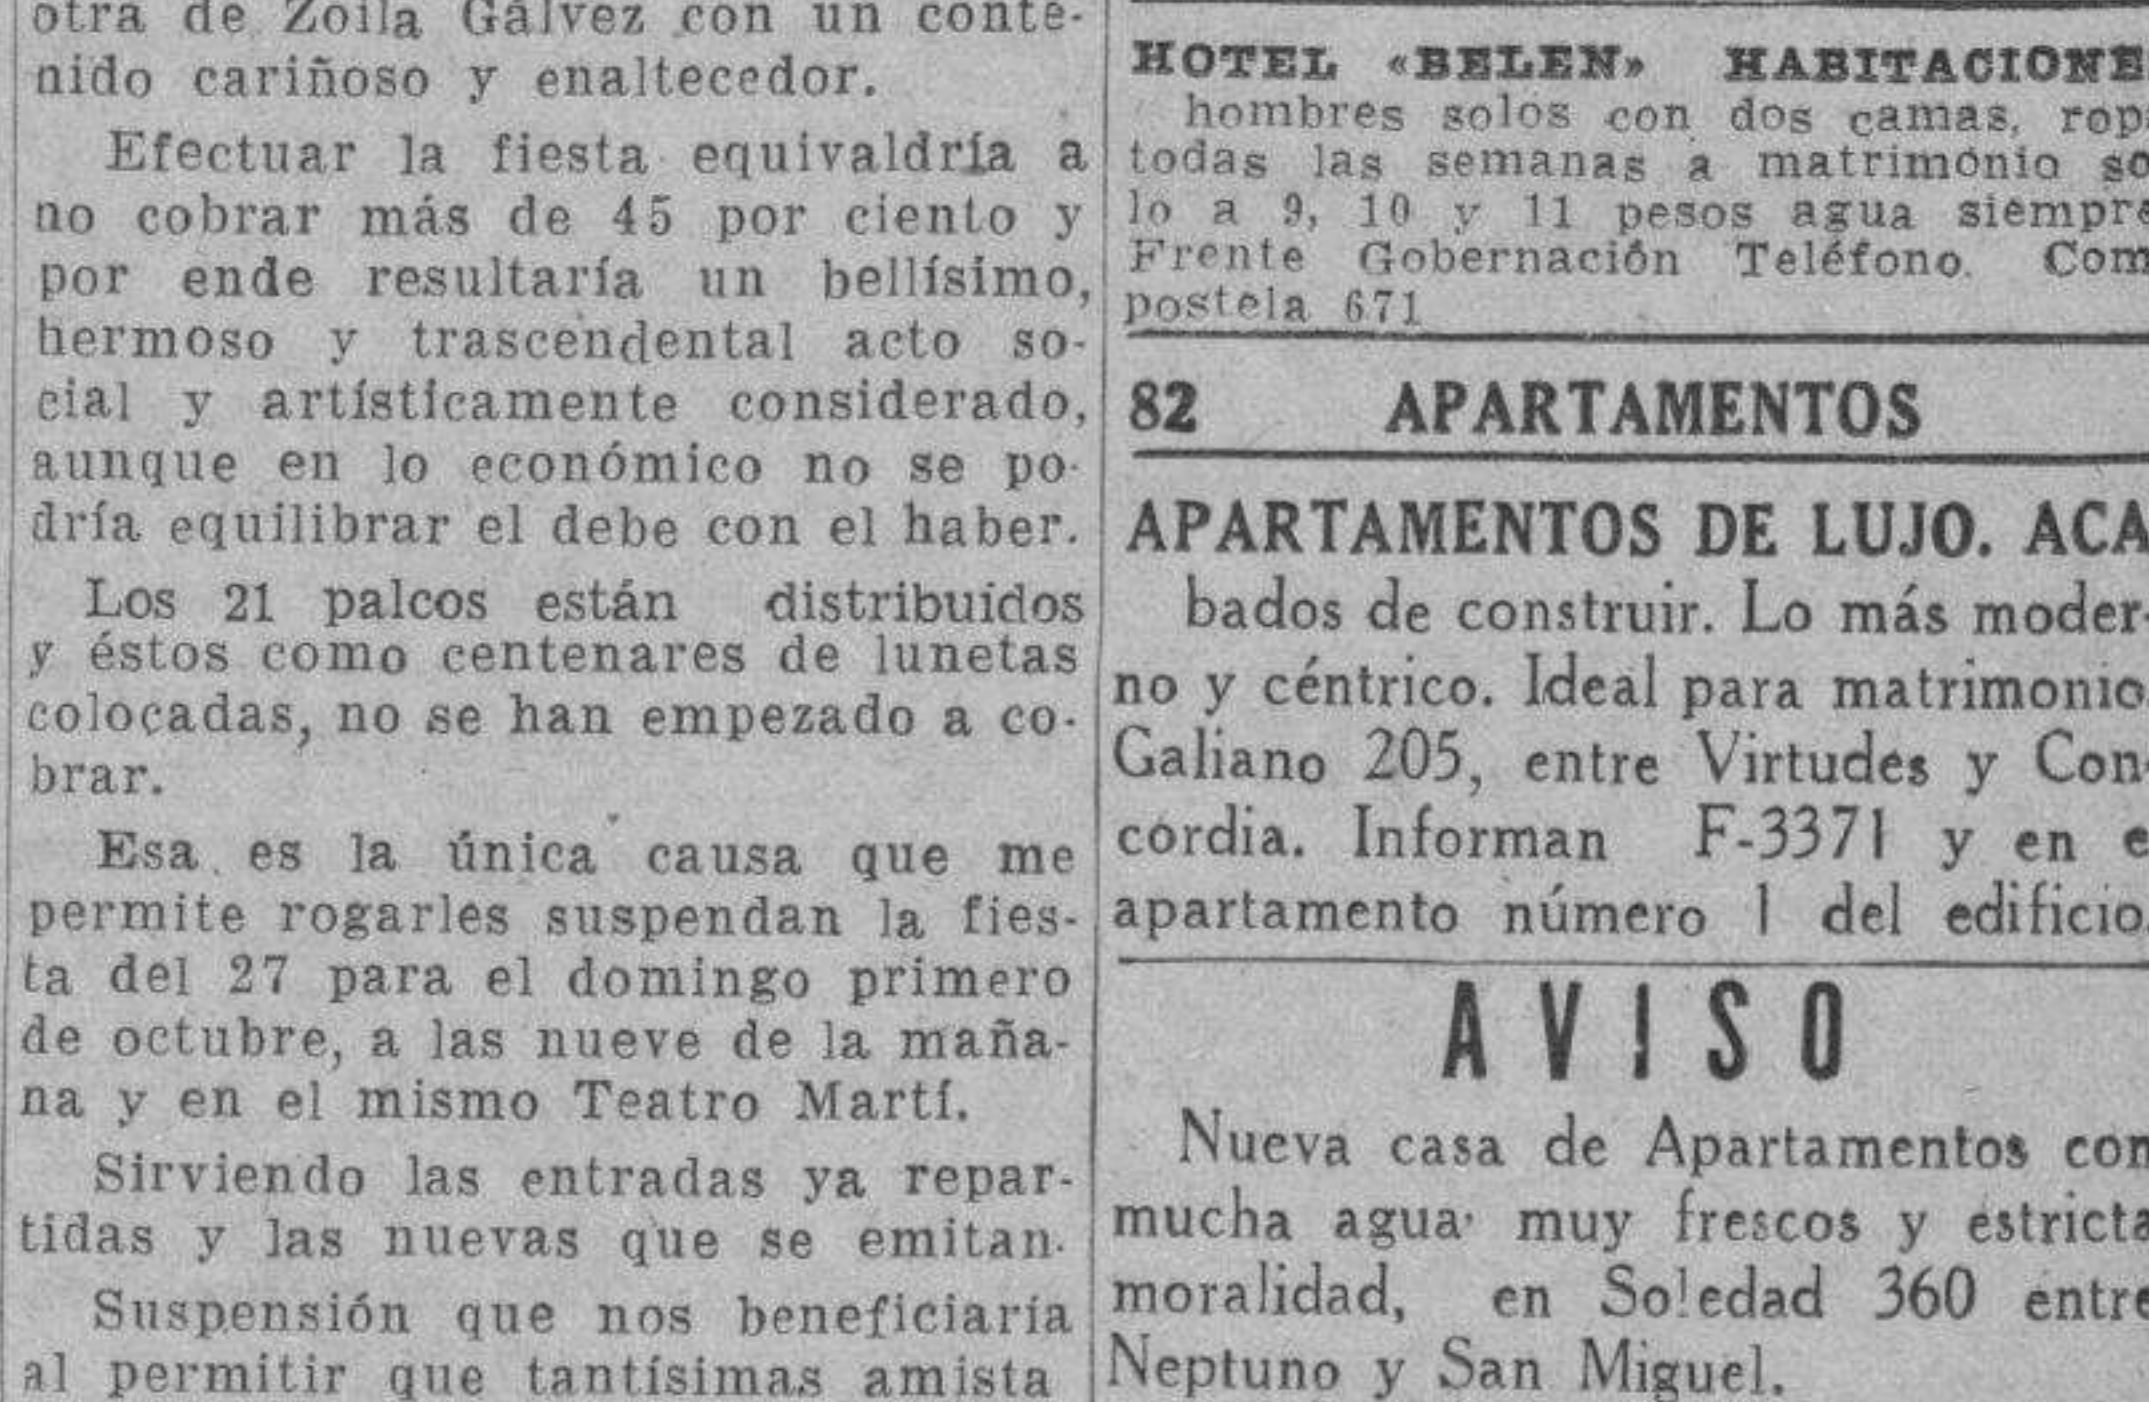 otra de Zoila Gálvez con un conte-
nido cariñoso y enaltecedor.
Efectuar la fiesta equivaldría a
no cobrar más de 45 por ciento y
por ende resultaría un bellísimo,
hermoso y trascendental acto so-
cial y artísticamente considerado,
aunque en lo económico no se po-
dría equilibrar el debe con el haber.
Los 21 palcos están distribuidos
y éstos como centenares de lunetas
colocadas, no se han empezado a co-
brar.
Esa es la única causa que me
permite rogarles suspendan la fies-
ta del 27 para el domingo primero
de octubre, a las nueve de la maña-
na y en el mismo Teatro Martí.
Sirviendo las entradas ya repar-
tidas y las nuevas que se emitan.
Suspensión que nos beneficiaría
al permitir que tantísimas amista
HOTEL «BELEN» HABITACIONE
hombres solos con dos camas, rop
todas las semanas a matrimonio so
lo a 9, 10 y 11 pesos agua siempre
Frente Gobernación Teléfono. Com
postela 671
82 APARTAMENTOS
APARTAMENTOS DE LUJO. ACA
bados de construir. Lo más moder-
no y céntrico. Ideal para matrimonio
Galiano 205, entre Virtudes y Con-
cordia. Informan F-3371 y en e
apartamento número 1 del edificio.
AVISO
Nueva casa de Apartamentos con
mucha agua muy frescos y estricta
moralidad, en Soledad 360 entre
Neptuno y San Miguel.